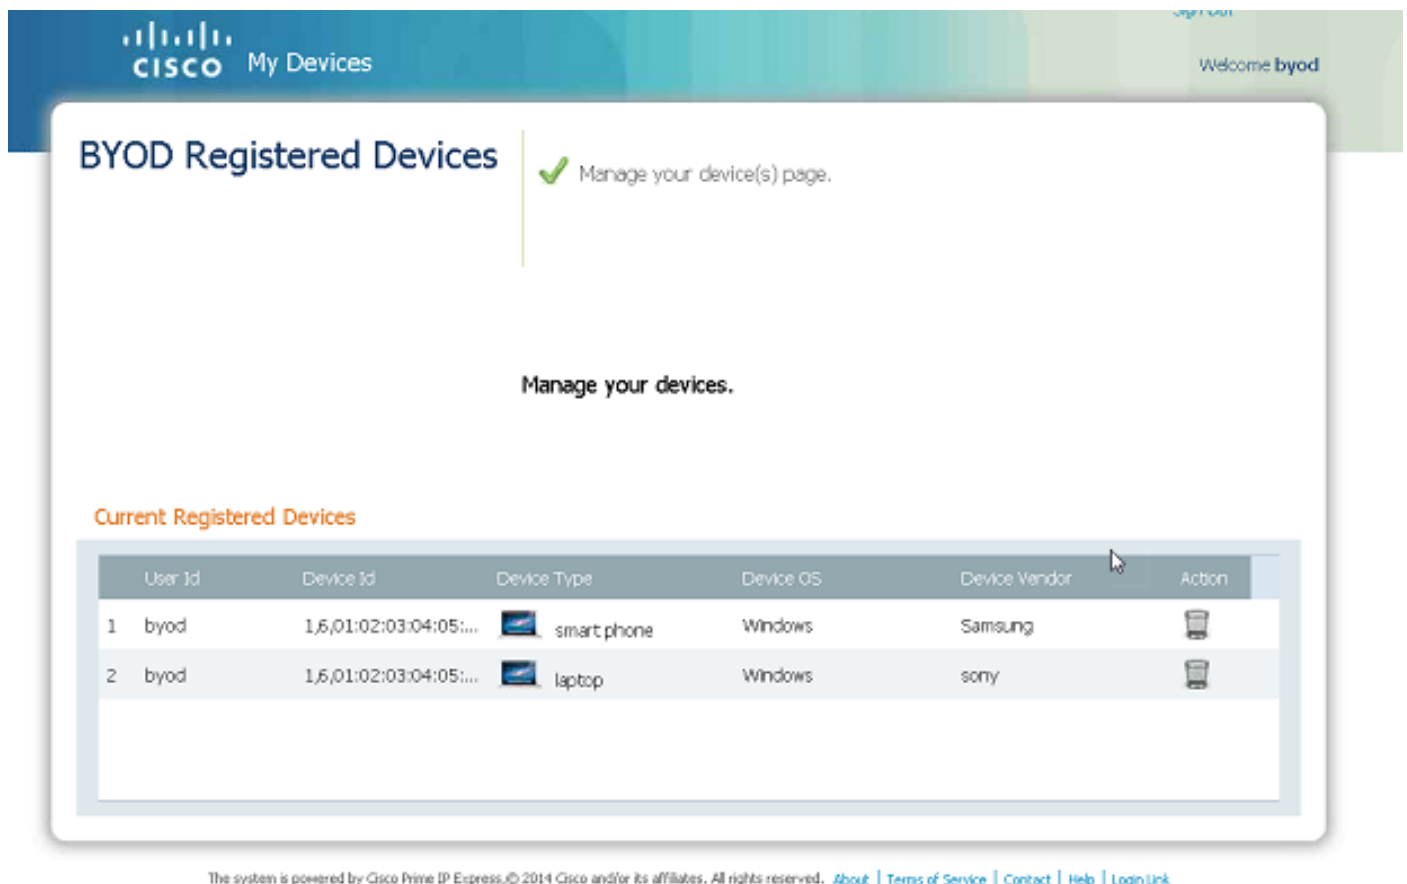 Sign Out
CISCO My Devices
Welcome byod
BYOD Registered Devices
Manage your device(s) page.
Manage your devices.
Current Registered Devices
User Id Device Id Device Type Device OS Device Vendor Action
1 byod 1,6,01:02:03:04:05:... smart phone Windows Samsung
2 byod 1,6,01:02:03:04:05:... laptop Windows sony
The system is powered by Cisco Prime IP Express.© 2014 Cisco and/or its affiliates. All rights reserved. About | Terms of Service | Contact | Help | Login Link